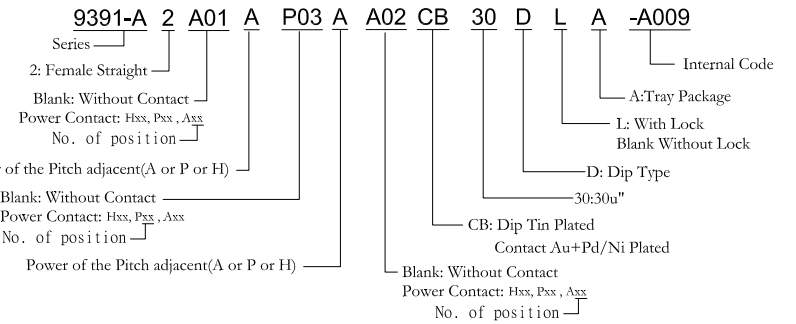 9391-A 2 A01 A P03 A A02 CB 30 D L A -A009
Series
Internal Code
2: Female Straight
Blank: Without Contact
A:Tray Package
Power Contact: Hxx, Pxx , Axx
L: With Lock
No. of position
Blank Without Lock
of the Pitch adjacent(A or P or H)
D: Dip Type
Blank: Without Contact
30:30u"
Power Contact: Hxx, Pxx , Axx
CB: Dip Tin Plated
No. of position
Contact Au+Pd/Ni Plated
Power of the Pitch adjacent(A or P or H)
Blank: Without Contact
Power Contact: Hxx, Pxx , Axx
No. of position